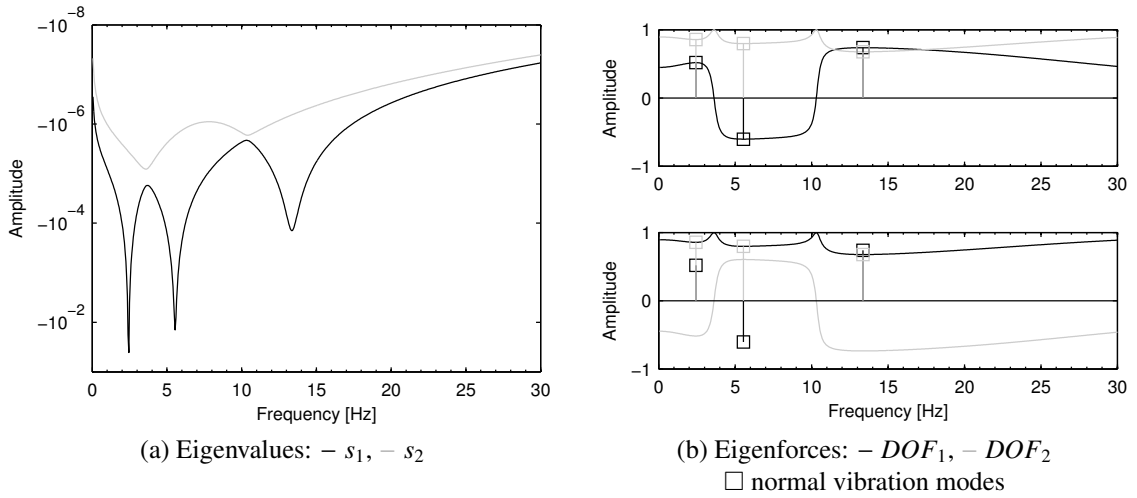 -10⁻⁸
-10⁻⁶
-10⁻⁴
-10⁻²
Amplitude
0 5 10 15 20 25 30
Frequency [Hz]
(a) Eigenvalues: – s₁, – s₂
1
0
−1
Amplitude
0 5 10 15 20 25 30
1
0
−1
Amplitude
0 5 10 15 20 25 30
Frequency [Hz]
(b) Eigenforces: – DOF₁, – DOF₂
□ normal vibration modes